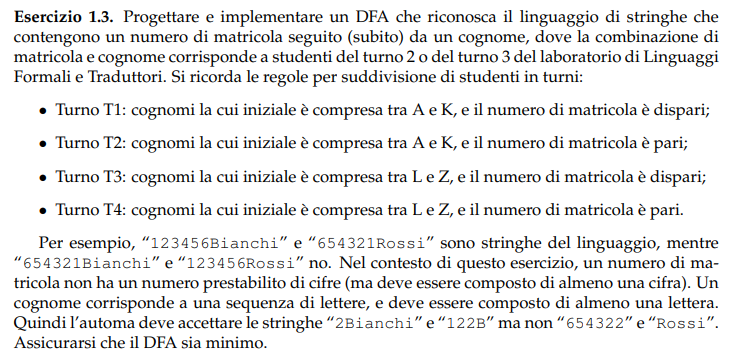 Esercizio 1.3. Progettare e implementare un DFA che riconosca il linguaggio di stringhe che
contengono un numero di matricola seguito (subito) da un cognome, dove la combinazione di
matricola e cognome corrisponde a studenti del turno 2 o del turno 3 del laboratorio di Linguaggi
Formali e Traduttori. Si ricorda le regole per suddivisione di studenti in turni:
• Turno T1: cognomi la cui iniziale è compresa tra A e K, e il numero di matricola è dispari;
• Turno T2: cognomi la cui iniziale è compresa tra A e K, e il numero di matricola è pari;
• Turno T3: cognomi la cui iniziale è compresa tra L e Z, e il numero di matricola è dispari;
• Turno T4: cognomi la cui iniziale è compresa tra L e Z, e il numero di matricola è pari.
Per esempio, “123456Bianchi” e “654321Rossi” sono stringhe del linguaggio, mentre
“654321Bianchi” e “123456Rossi” no. Nel contesto di questo esercizio, un numero di ma-
tricola non ha un numero prestabilito di cifre (ma deve essere composto di almeno una cifra). Un
cognome corrisponde a una sequenza di lettere, e deve essere composto di almeno una lettera.
Quindi l’automa deve accettare le stringhe “2Bianchi” e “122B” ma non “654322” e “Rossi”.
Assicurarsi che il DFA sia minimo.